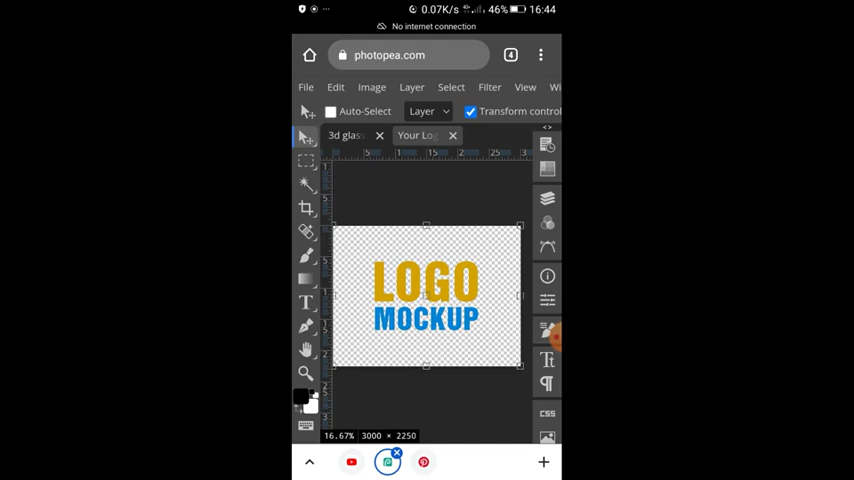 0.07K/s 46% 16:44
No internet connection
photopea.com 4
File Edit Image Layer Select Filter View Wi
Auto-Select Layer Transform control
3d glas Your Log
LOGO
MOCKUP
16.67% 3000 × 2250
CSS